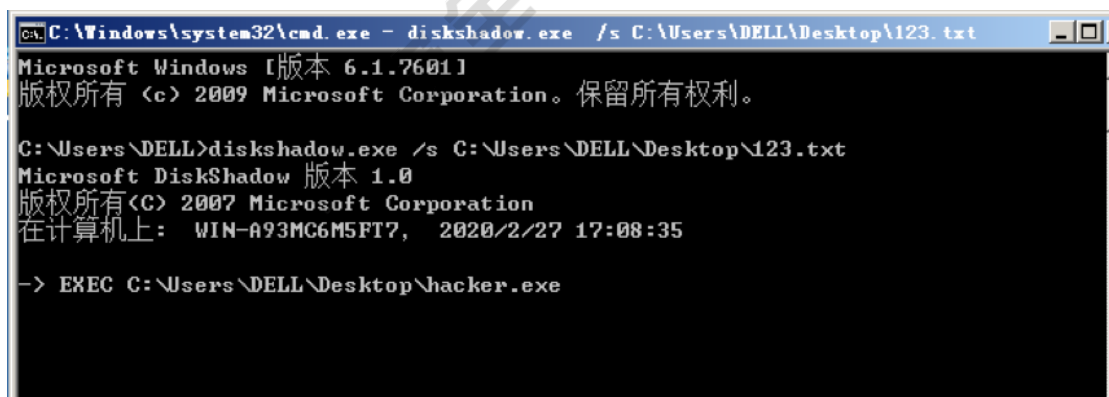 C:\Windows\system32\cmd.exe - diskshadow.exe /s C:\Users\DELL\Desktop\123.txt
Microsoft Windows [版本 6.1.7601]
版权所有 (c) 2009 Microsoft Corporation。保留所有权利。
C:\Users\DELL>diskshadow.exe /s C:\Users\DELL\Desktop\123.txt
Microsoft DiskShadow 版本 1.0
版权所有(C) 2007 Microsoft Corporation
在计算机上: WIN-A93MC6M5FT7, 2020/2/27 17:08:35
-> EXEC C:\Users\DELL\Desktop\hacker.exe